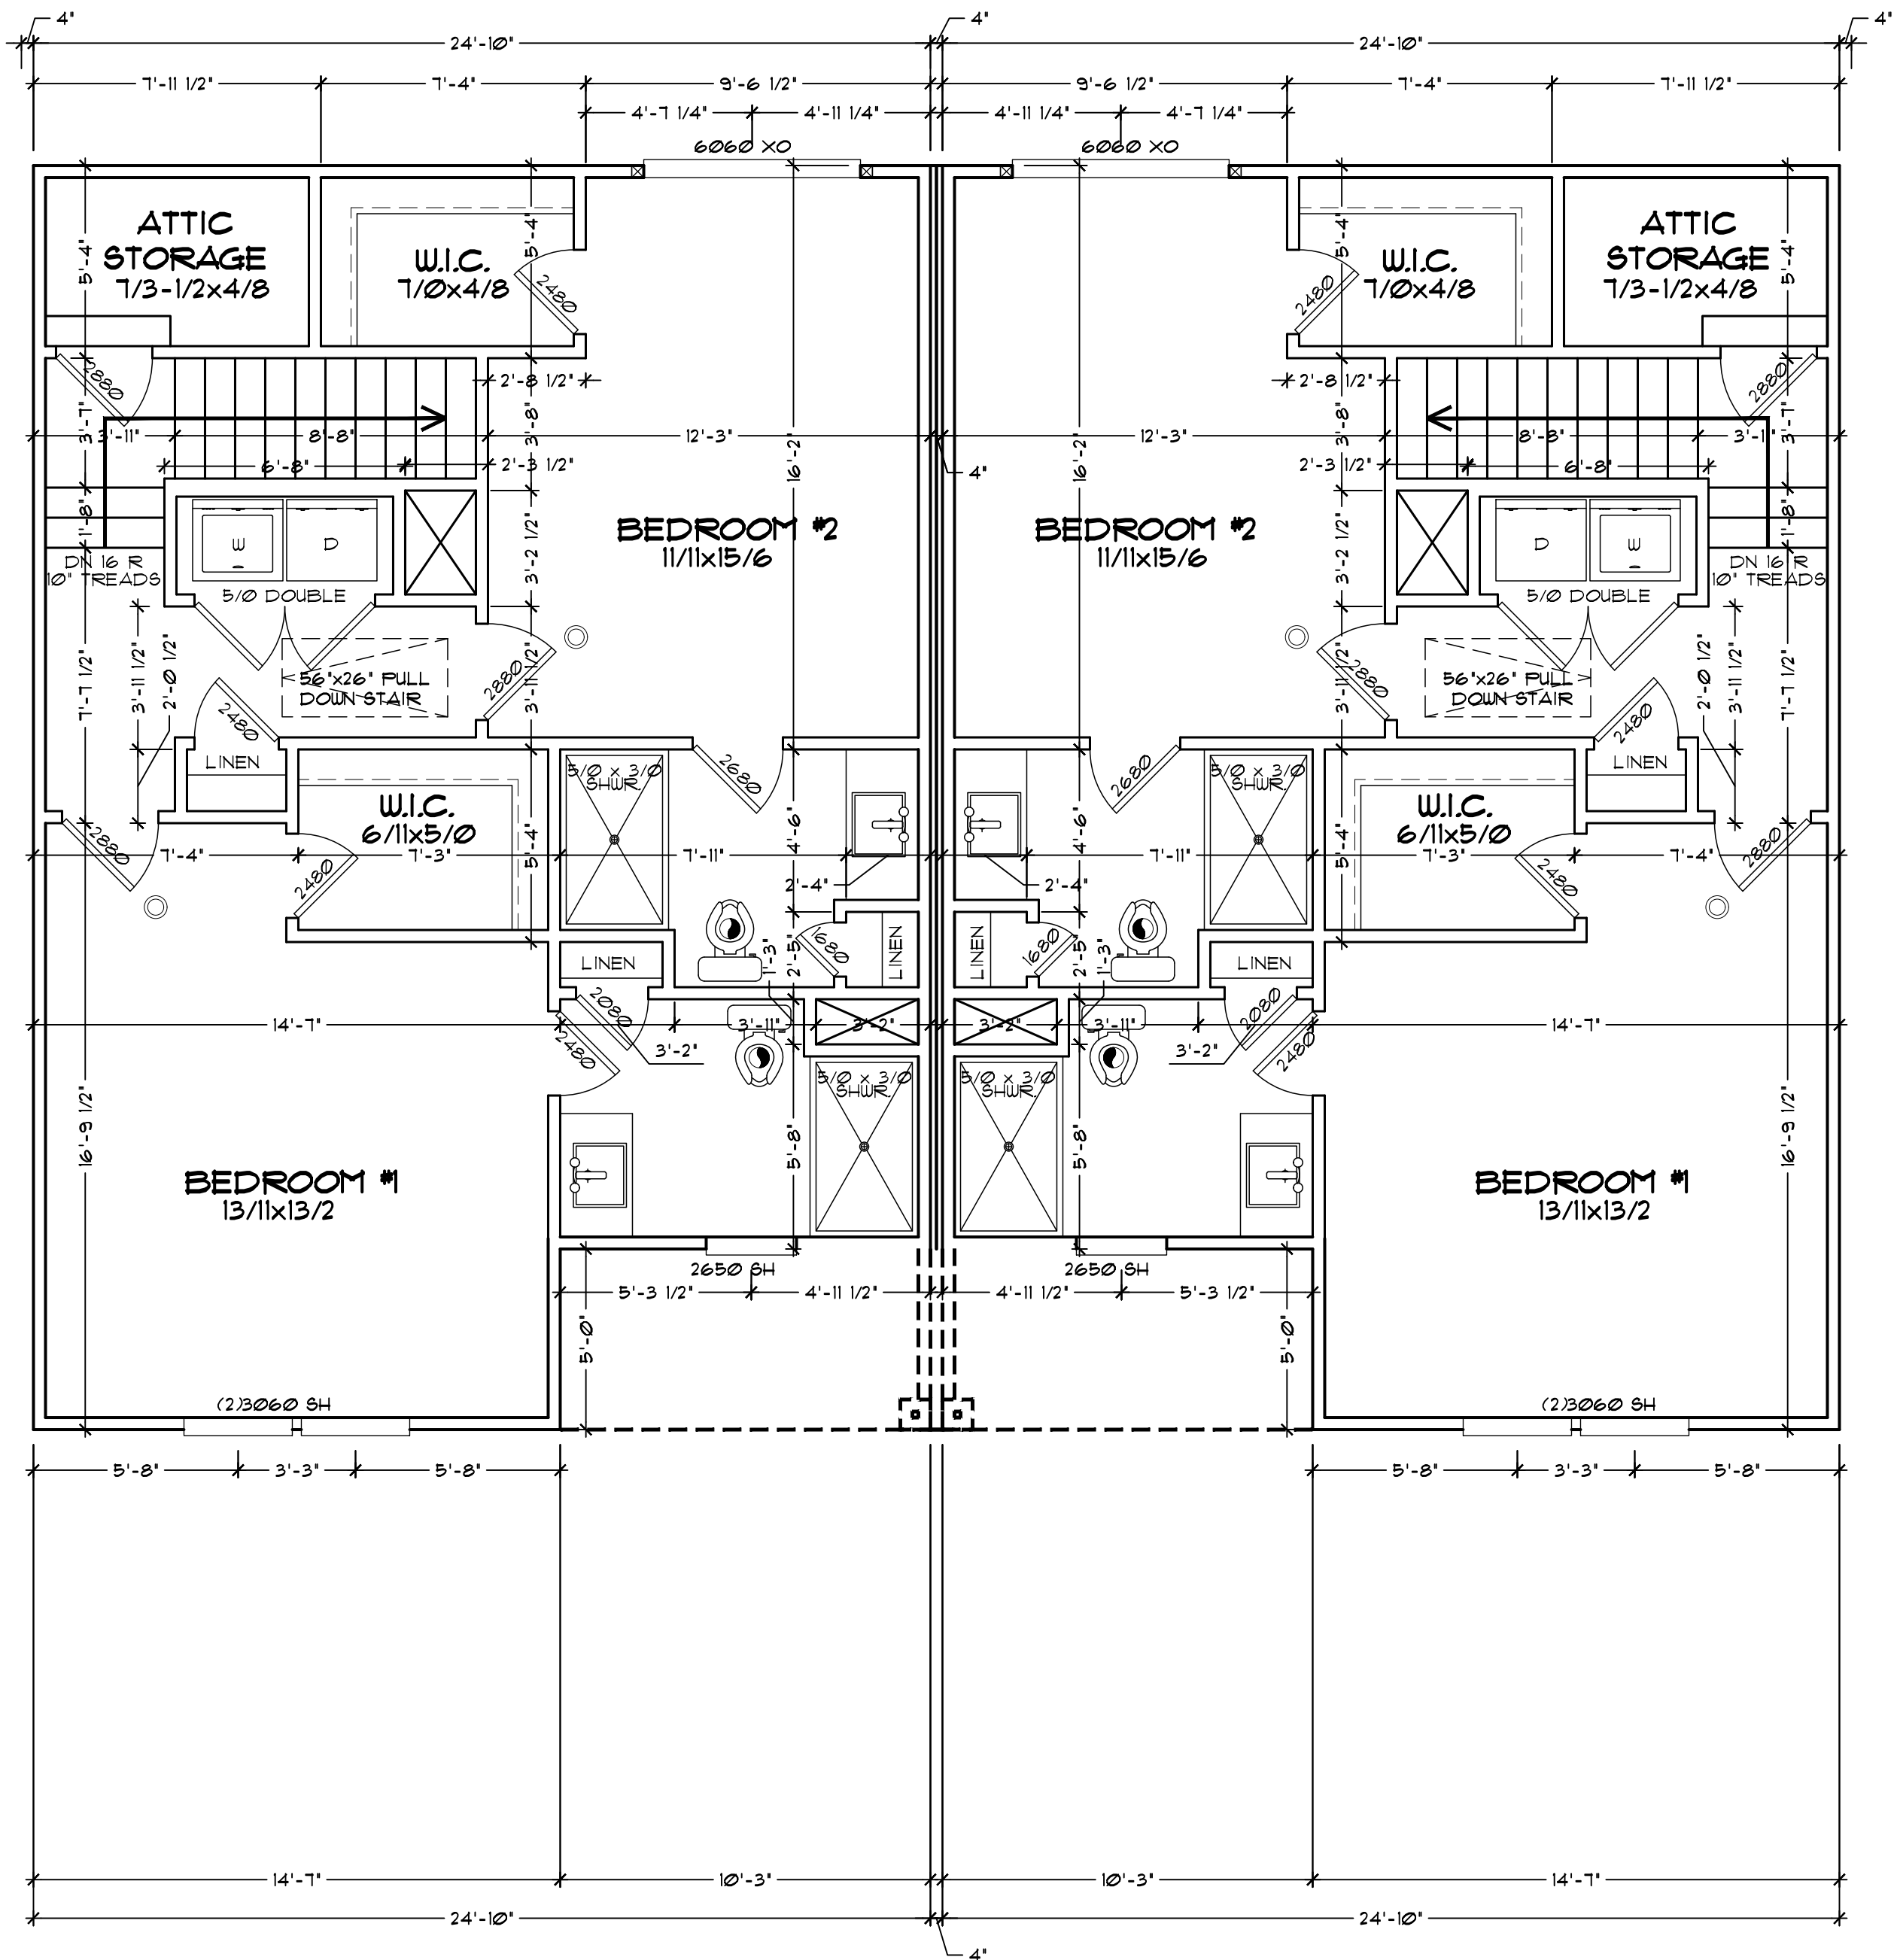 4" 4" 4"
24'-10" 24'-10"
7'-11 1/2" 7'-4" 9'-6 1/2" 9'-6 1/2" 7'-4" 7'-11 1/2"
4'-7 1/4" 4'-11 1/4" 4'-11 1/4" 4'-7 1/4"
6060 XO 6060 XO
ATTIC
STORAGE
7/3-1/2x4/8
5'-4"
W.I.C.
7/0x4/8
5'-4"
2480
W.I.C.
7/0x4/8
5'-4"
2480
ATTIC
STORAGE
7/3-1/2x4/8
5'-4"
2880 2'-8 1/2" 2'-8 1/2" 2880
3'-7" 3'-8" 3'-8" 3'-7"
3'-11" 8'-8" 12'-3" 12'-3" 8'-8" 3'-1
6'-8" 2'-3 1/2" 16'-2" 4" 16'-2" 2'-3 1/2" 6'-8"
1'-8" 3'-2 1/2" 3'-2 1/2" 1'-8"
BEDROOM #2
11/11x15/6
BEDROOM #2
11/11x15/6
W D
D W
DN 16 R
10" TREADS
DN 16 R
10" TREADS
5/0 DOUBLE 5/0 DOUBLE
7'-7 1/2" 3'-11 1/2" 2'-0 1/2" 3'-11 1/2" 3'-11 1/2" 2'-0 1/2" 3'-11 1/2" 7'-7 1/2"
56"x26" PULL
DOWN STAIR
56"x26" PULL
DOWN STAIR
2880 2880
2480 2480
LINEN LINEN
2680 2680
5/0 x 3/0
SHWR.
5/0 x 3/0
SHWR.
W.I.C.
6/11x5/0
W.I.C.
6/11x5/0
2880 5'-4" 4'-6" 4'-6" 5'-4" 2880
7'-4" 7'-3" 7'-11" 7'-11" 7'-3" 7'-4"
2480 2'-4" 2'-4" 2480
1680 LINEN LINEN 1680
LINEN LINEN
2'-5" 2'-5" 1'-3"
2080 2080
14'-7" 3'-11" 3'-2" 3'-2" 3'-11" 14'-7"
2480 3'-2" 3'-2" 2480
5/0 x 3/0
SHWR.
5/0 x 3/0
SHWR.
16'-9 1/2" 5'-8" 5'-8" 16'-9 1/2"
BEDROOM #1
13/11x13/2
BEDROOM #1
13/11x13/2
2650 SH 2650 SH
5'-3 1/2" 4'-11 1/2" 4'-11 1/2" 5'-3 1/2"
5'-0" 5'-0"
(2)3060 SH (2)3060 SH
5'-8" 3'-3" 5'-8" 5'-8" 3'-3" 5'-8"
14'-7" 10'-3" 10'-3" 14'-7"
24'-10" 24'-10"
4"